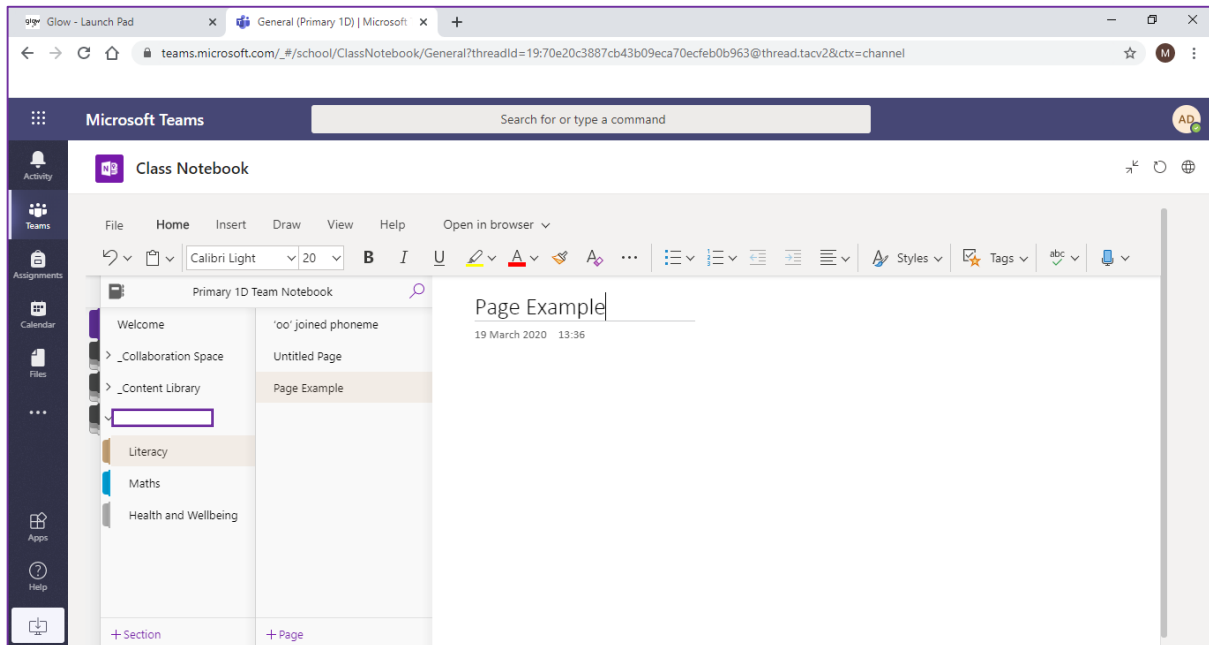 glow Glow - Launch Pad
General (Primary 1D) | Microsoft
teams.microsoft.com/_#/school/ClassNotebook/General?threadId=19:70e20c3887cb43b09eca70ecfeb0b963@thread.tacv2&ctx=channel
M
Microsoft Teams
Search for or type a command
AD
Activity
Teams
Assignments
Calendar
Files
Apps
Help
N
Class Notebook
File Home Insert Draw View Help Open in browser
Calibri Light 20 B I U A A Styles Tags abc
Primary 1D Team Notebook
Welcome
_Collaboration Space
_Content Library
Literacy
Maths
Health and Wellbeing
+ Section
'oo' joined phoneme
Untitled Page
Page Example
+ Page
Page Example
19 March 2020 13:36